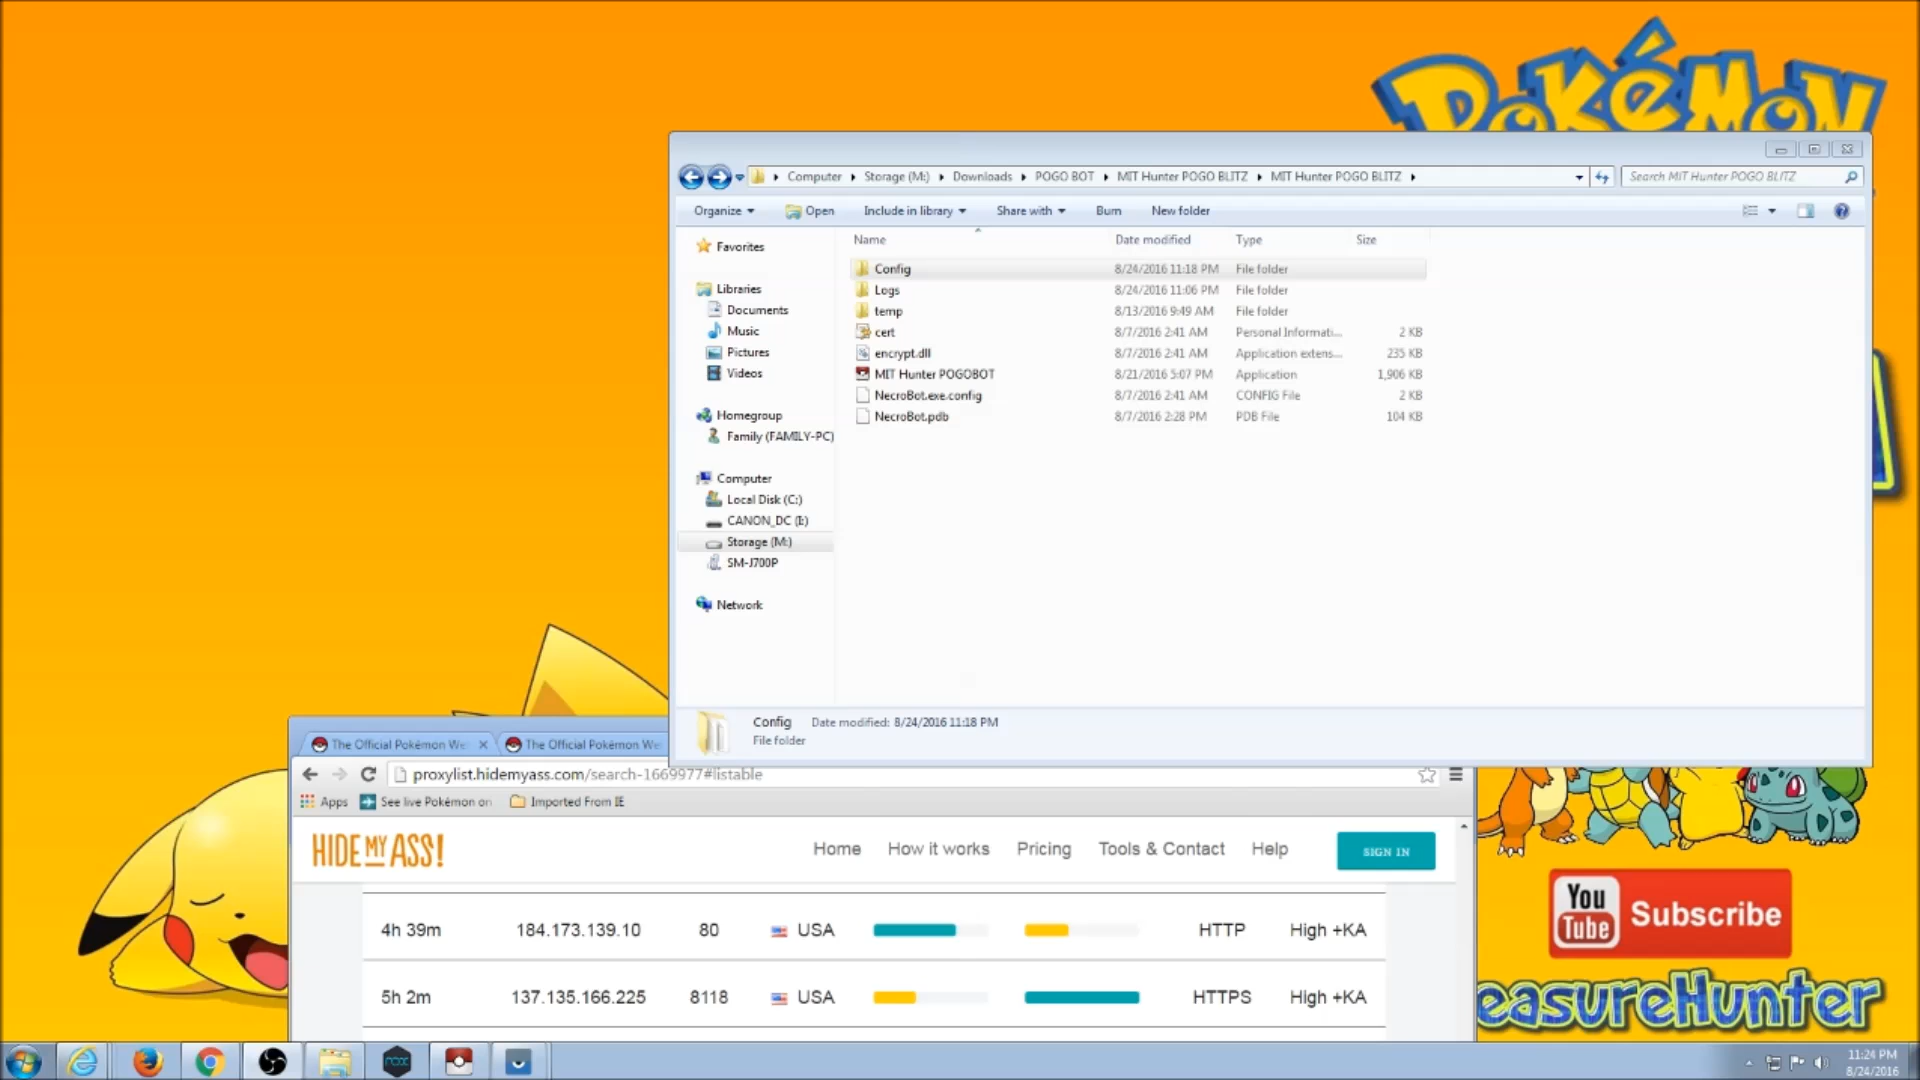 POKÉMON
Computer Storage (M:) Downloads POGO BOT MIT Hunter POGO BLITZ MIT Hunter POGO BLITZ
Search MIT Hunter POGO BLITZ
Organize Open Include in library Share with Burn New folder
Name Date modified Type Size
Favorites
Libraries
Documents
Music
Pictures
Videos
Homegroup
Family (FAMILY-PC)
Computer
Local Disk (C:)
CANON_DC (E:)
Storage (M:)
SM-J700P
Network
Config 8/24/2016 11:18 PM File folder
Logs 8/24/2016 11:06 PM File folder
temp 8/13/2016 9:49 AM File folder
cert 8/7/2016 2:41 AM Personal Informati... 2 KB
encrypt.dll 8/7/2016 2:41 AM Application extens... 235 KB
MIT Hunter POGOBOT 8/21/2016 5:07 PM Application 1,906 KB
NecroBot.exe.config 8/7/2016 2:41 AM CONFIG File 2 KB
NecroBot.pdb 8/7/2016 2:28 PM PDB File 104 KB
Config Date modified: 8/24/2016 11:18 PM
File folder
The Official Pokémon We The Official Pokémon We
proxylist.hidemyass.com/search-1669977#listable
Apps See live Pokémon on Imported From IE
HIDE MY ASS! Home How it works Pricing Tools & Contact Help SIGN IN
4h 39m 184.173.139.10 80 USA HTTP High +KA
5h 2m 137.135.166.225 8118 USA HTTPS High +KA
You Tube Subscribe
easureHunter
nox
11:24 PM
8/24/2016